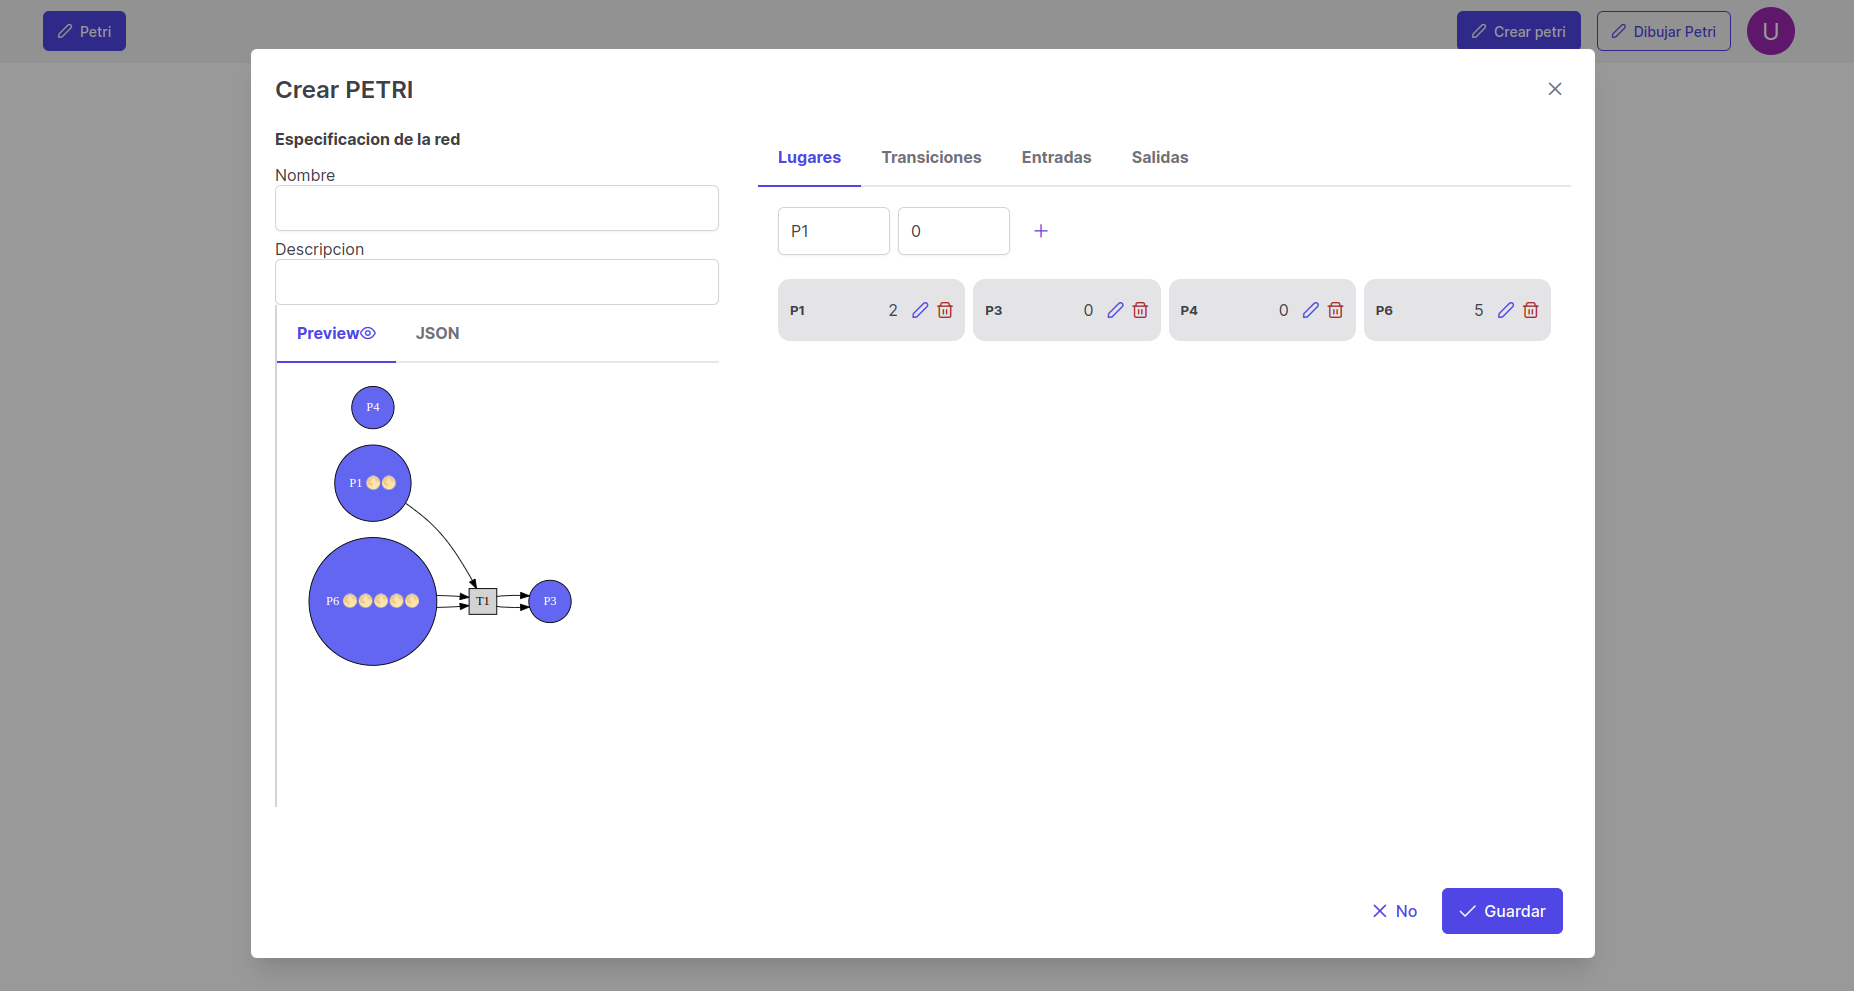 Petri
Crear petri
Dibujar Petri
U
Crear PETRI
Especificacion de la red
Nombre
Descripcion
Preview
JSON
P4
P1
P6
T1
P3
Lugares
Transiciones
Entradas
Salidas
P1
0
P1
2
P3
0
P4
0
P6
5
No
Guardar